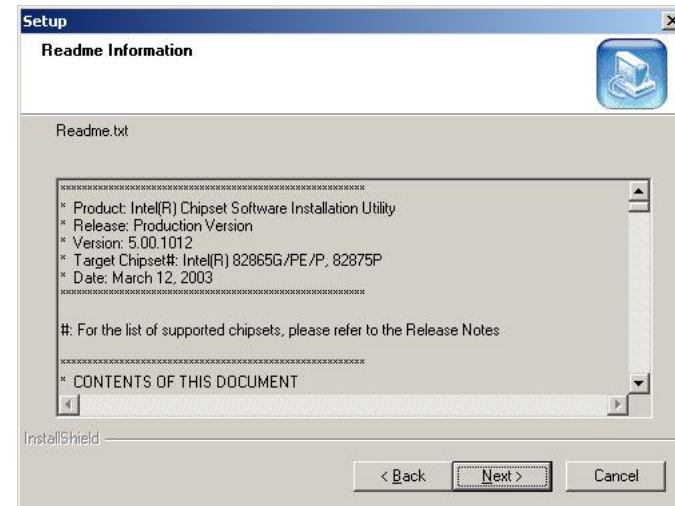 Setup
Readme Information
Readme.txt
××××××××××××××××××××××××××××××××××××××××××××××××××××××××
* Product: Intel(R) Chipset Software Installation Utility
* Release: Production Version
* Version: 5.00.1012
* Target Chipset#: Intel(R) 82865G/PE/P, 82875P
* Date: March 12, 2003
××××××××××××××××××××××××××××××××××××××××××××××××××××××××
#: For the list of supported chipsets, please refer to the Release Notes
××××××××××××××××××××××××××××××××××××××××××××××××××××××××
* CONTENTS OF THIS DOCUMENT
InstallShield
< Back Next > Cancel